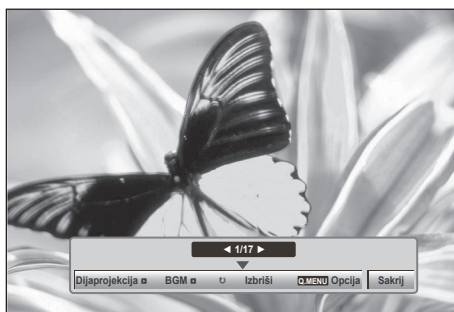 ◄ 1/17 ►
Dijaprojekcija BGM ↻ Izbriši Q.MENU Opcija Sakrij